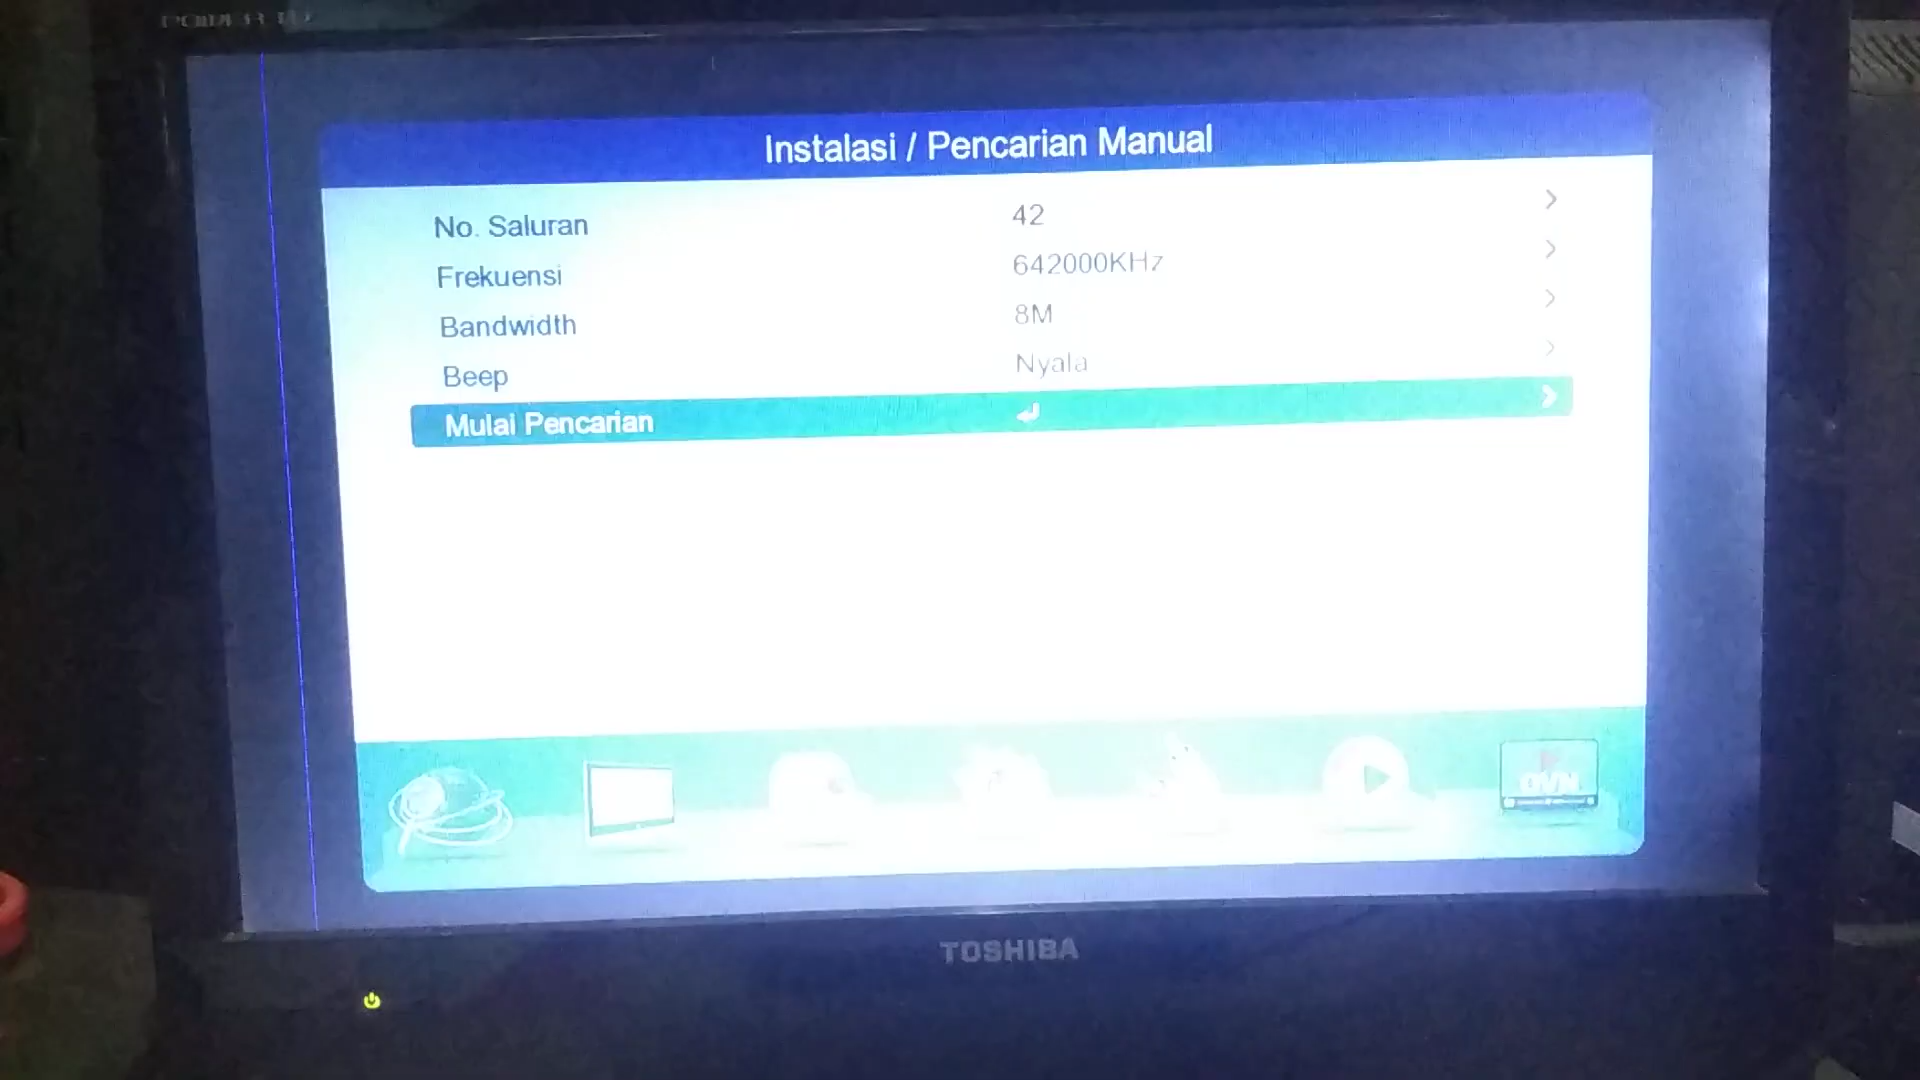 Instalasi / Pencarian Manual
No. Saluran 42
Frekuensi 642000KHz
Bandwidth 8M
Beep Nyala
Mulai Pencarian
TOSHIBA